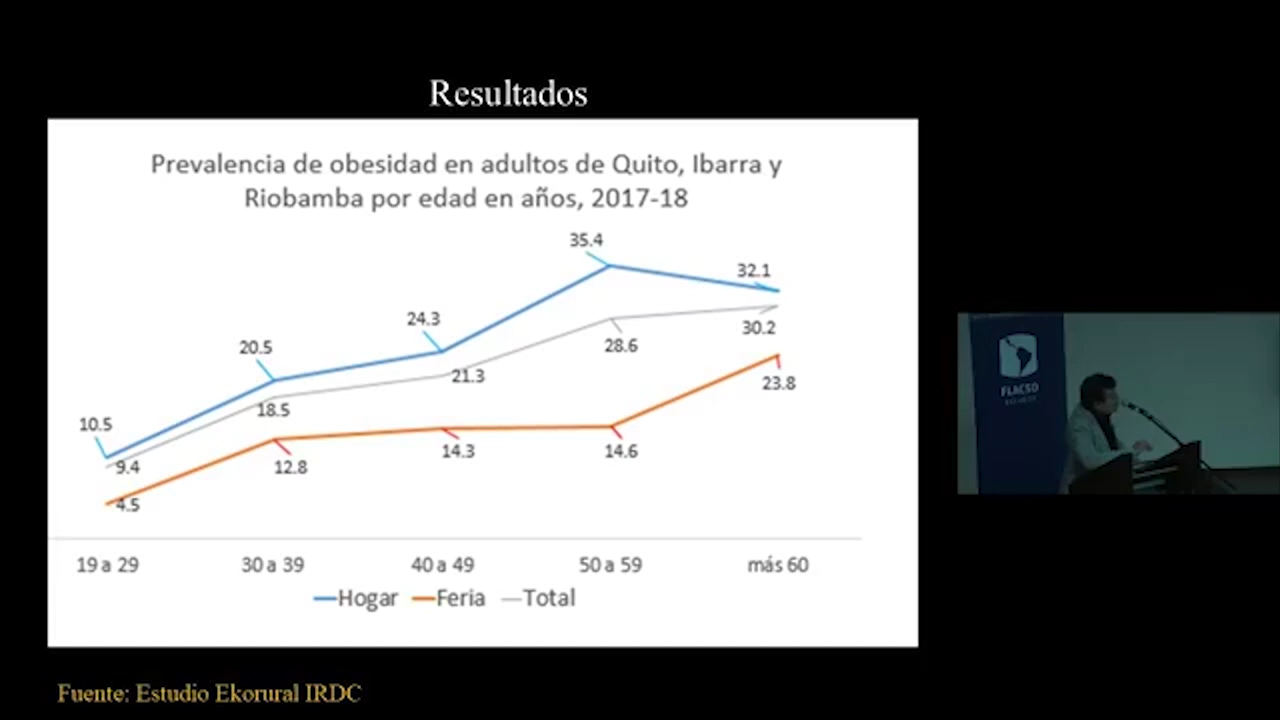 Resultados
Prevalencia de obesidad en adultos de Quito, Ibarra y
Riobamba por edad en años, 2017-18
35.4
32.1
24.3
30.2
20.5
28.6
21.3
23.8
18.5
10.5
14.3
14.6
9.4
12.8
4.5
19 a 29 30 a 39 40 a 49 50 a 59 más 60
Hogar Feria Total
FLACSO
Fuente: Estudio Ekorural IRDC